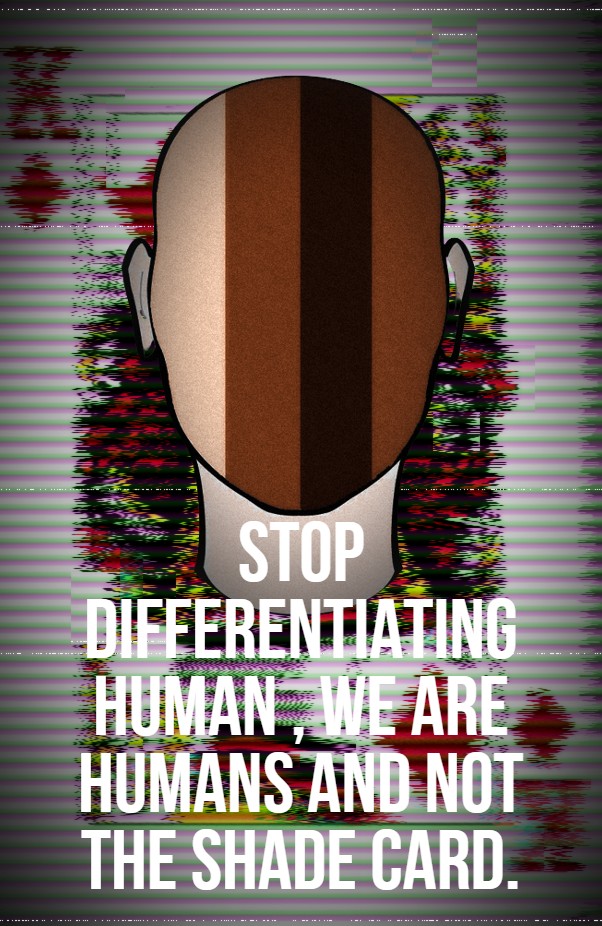 STOP
DIFFERENTIATING
HUMAN , WE ARE
HUMANS AND NOT
THE SHADE CARD.